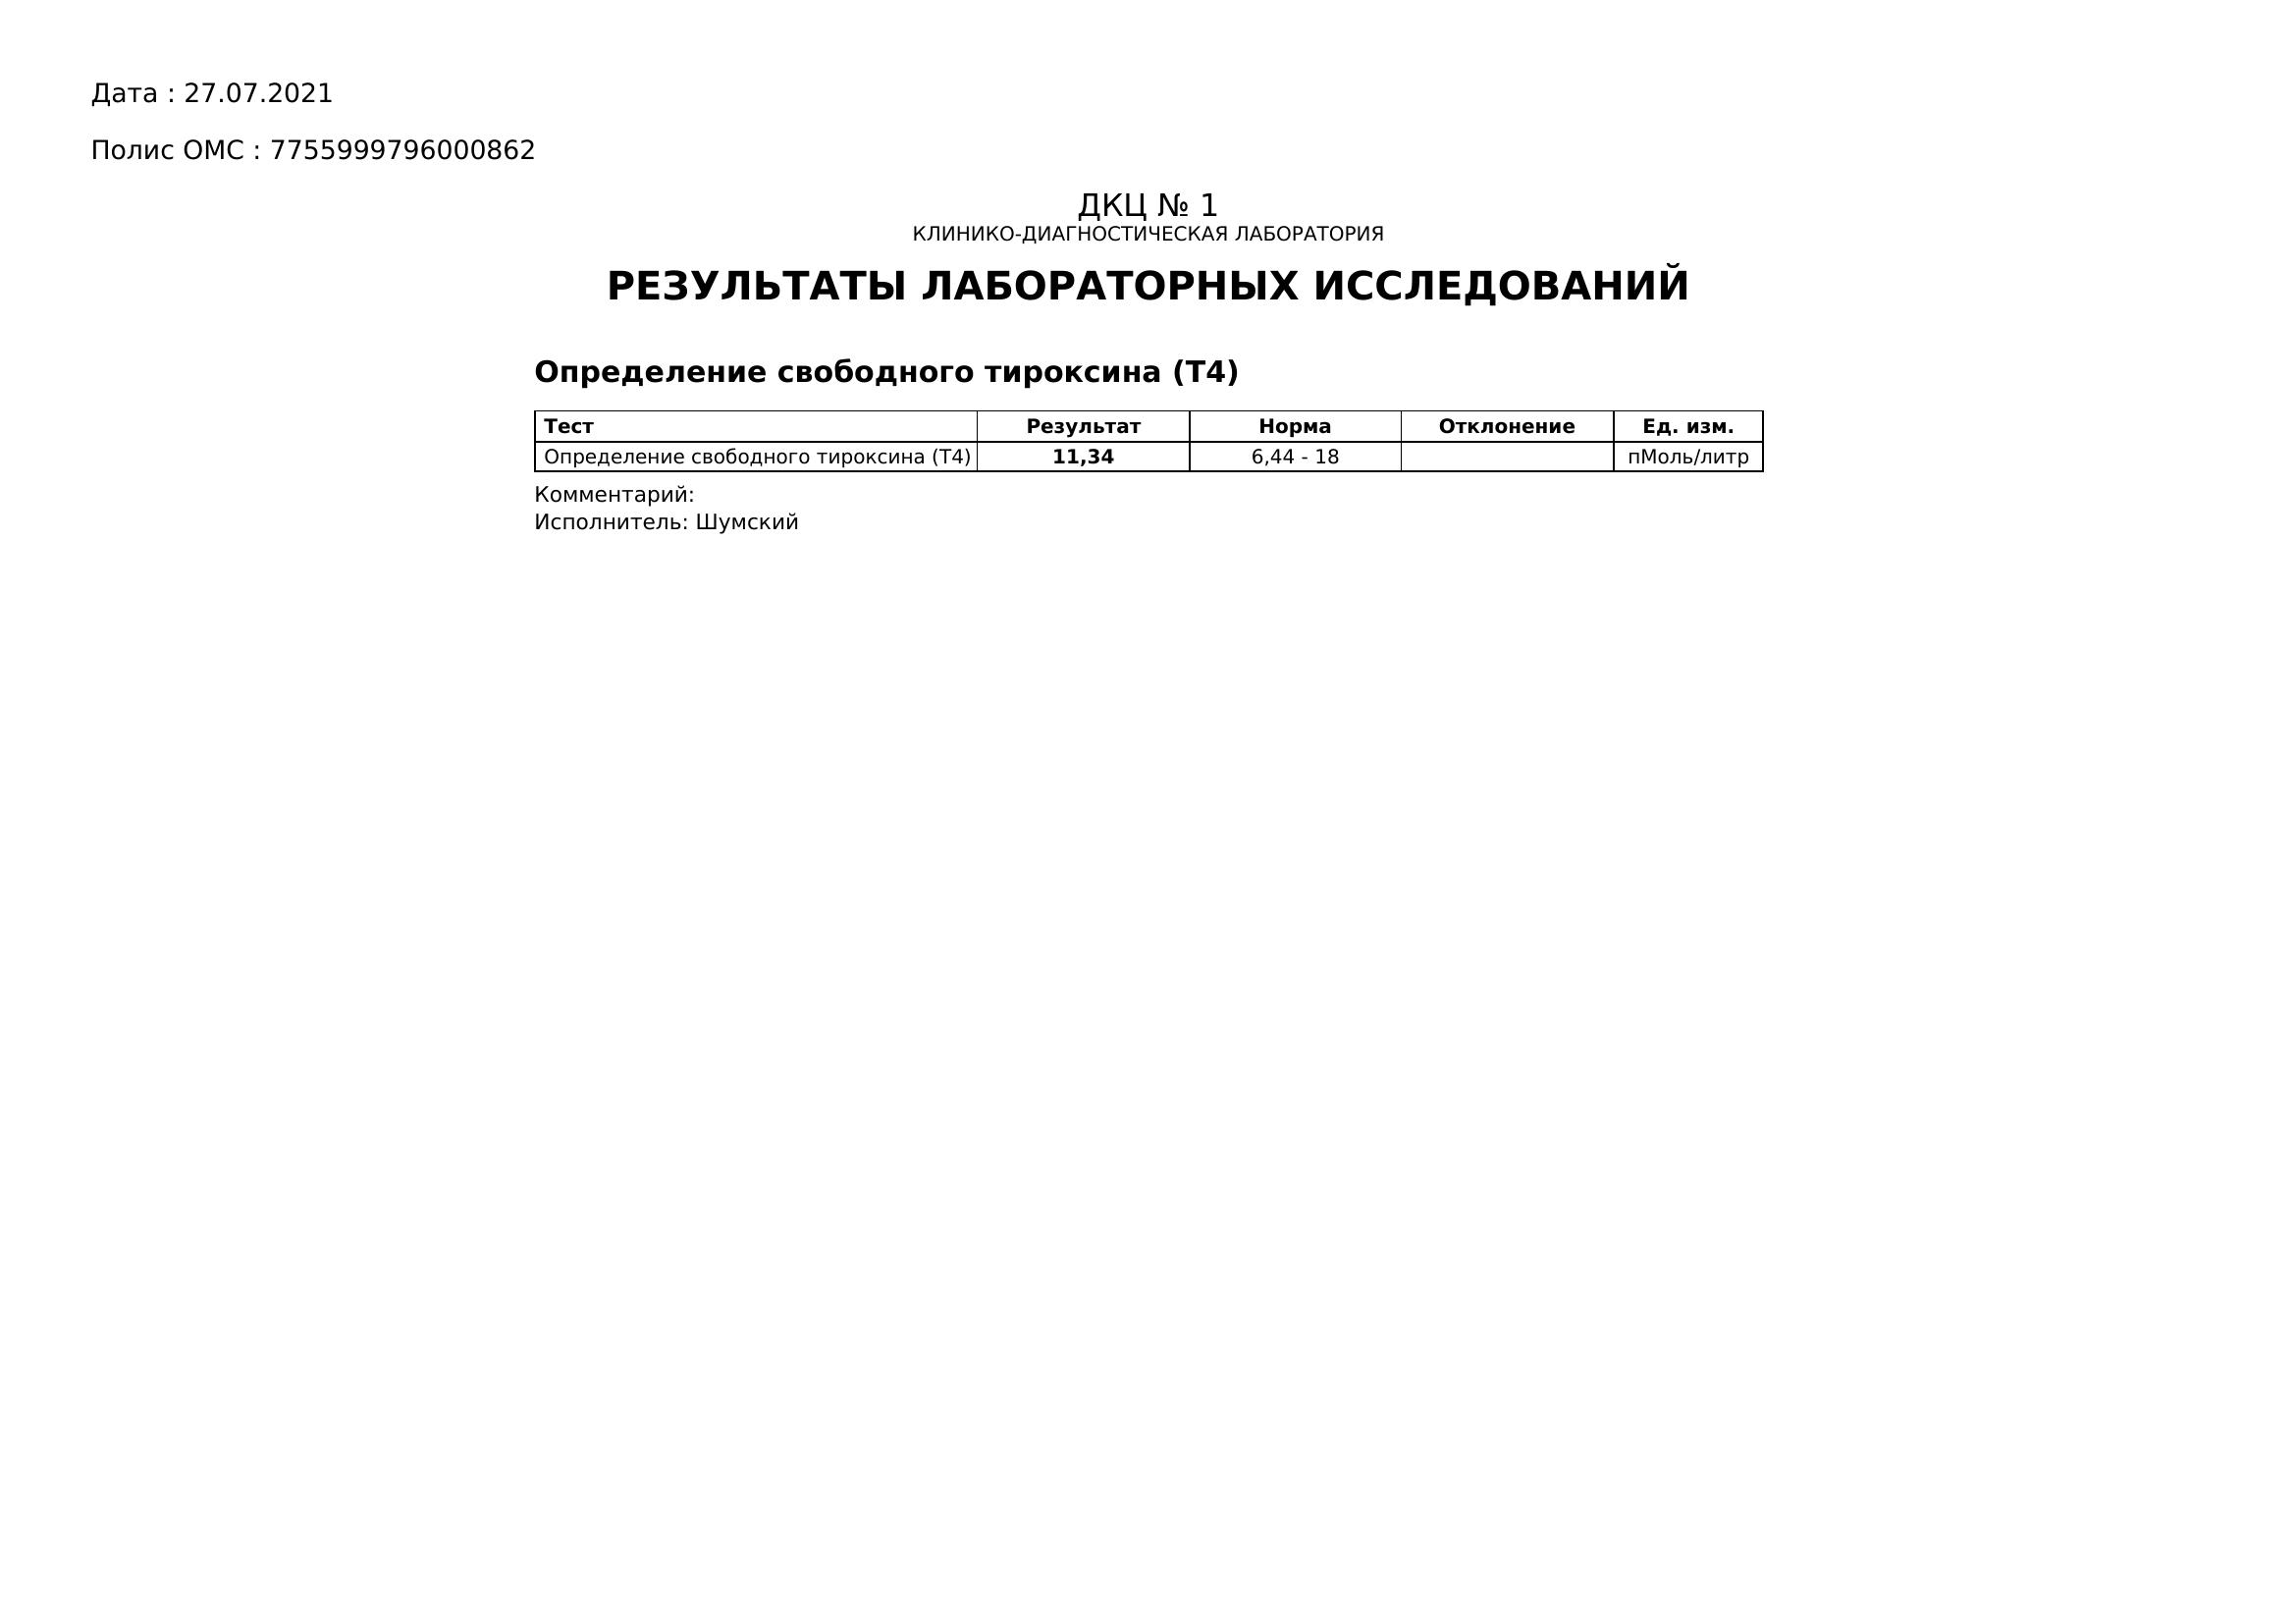 Дата : 27.07.2021
Полис ОМС : 7755999796000862
ДКЦ № 1
КЛИНИКО-ДИАГНОСТИЧЕСКАЯ ЛАБОРАТОРИЯ
РЕЗУЛЬТАТЫ ЛАБОРАТОРНЫХ ИССЛЕДОВАНИЙ
Определение свободного тироксина (Т4)
Тест Результат Норма Отклонение Ед. изм.
Определение свободного тироксина (Т4) 11,34 6,44 - 18 пМоль/литр
Комментарий:
Исполнитель: Шумский